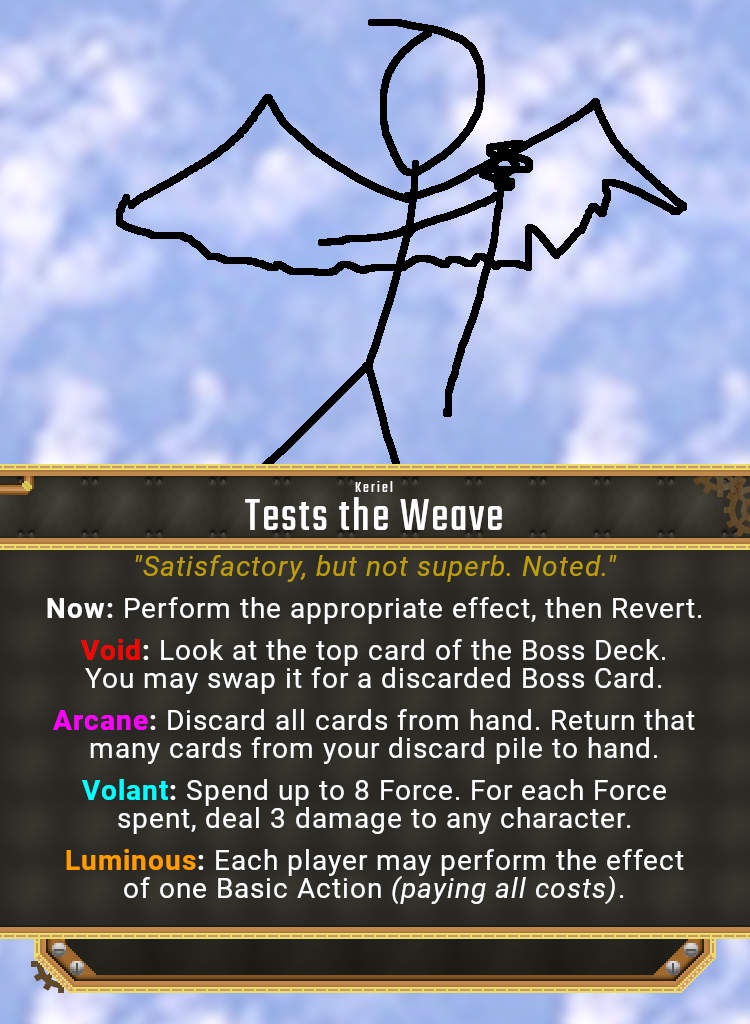 Keriel
Tests the Weave
"Satisfactory, but not superb. Noted."
Now: Perform the appropriate effect, then Revert.
Void: Look at the top card of the Boss Deck.
You may swap it for a discarded Boss Card.
Arcane: Discard all cards from hand. Return that
many cards from your discard pile to hand.
Volant: Spend up to 8 Force. For each Force
spent, deal 3 damage to any character.
Luminous: Each player may perform the effect
of one Basic Action (paying all costs).